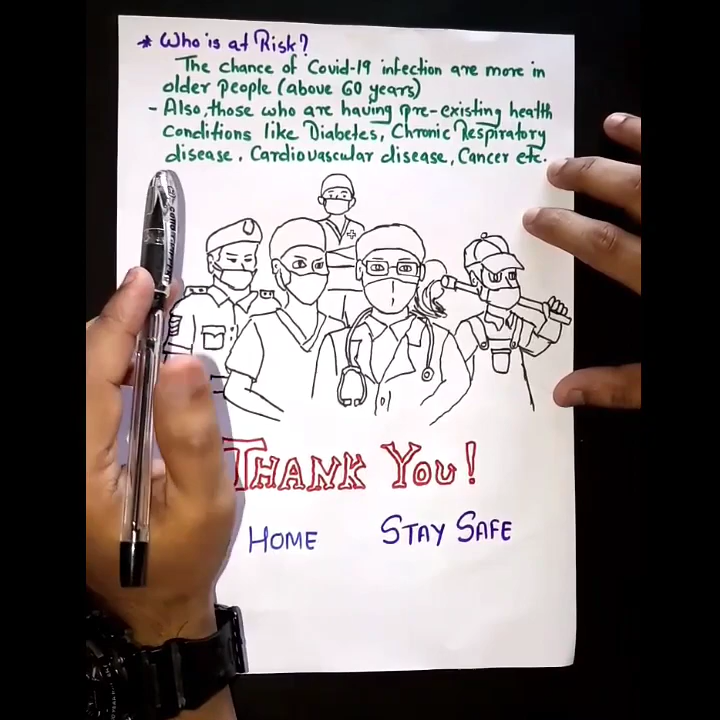 * Who is at Risk?
The chance of Covid-19 infection are more in
older People (above 60 years)
- Also, those who are having pre-existing health
conditions like Diabetes, Chronic Respiratory
disease, Cardiovascular disease, Cancer etc.
THANK YOU!
HOME STAY SAFE